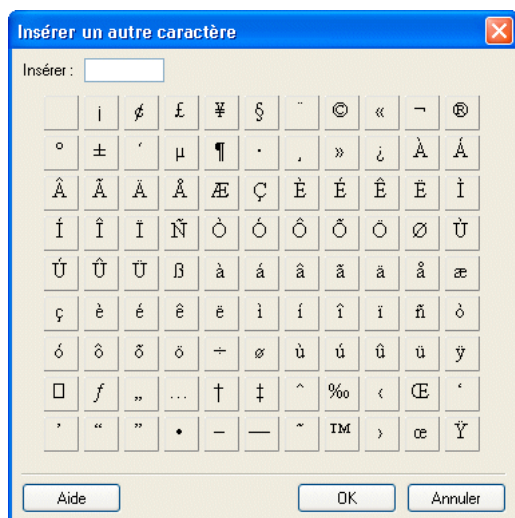 Insérer un autre caractère
Insérer :
¡ ¢ £ ¥ § ¨ © « ¬ ®
° ± ´ µ ¶ · ¸ » ¿ À Á
Â Ã Ä Å Æ Ç È É Ê Ë Ì
Í Î Ï Ñ Ò Ó Ô Õ Ö Ø Ù
Ú Û Ü ß à á â ã ä å æ
ç è é ê ë ì í î ï ñ ò
ó ô õ ö ÷ ø ù ú û ü ÿ
□ ƒ „ … † ‡ ˆ ‰ ‹ Œ ‘
’ “ ” • – — ˜ ™ › œ Ÿ
Aide OK Annuler